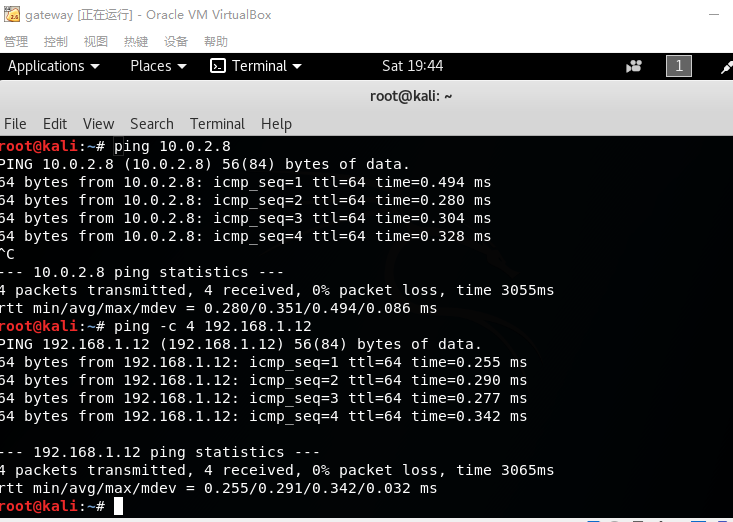 gateway [正在运行] - Oracle VM VirtualBox
管理 控制 视图 热键 设备 帮助
Applications Places Terminal Sat 19:44 1
root@kali: ~
File Edit View Search Terminal Help
root@kali:~# ping 10.0.2.8
PING 10.0.2.8 (10.0.2.8) 56(84) bytes of data.
64 bytes from 10.0.2.8: icmp_seq=1 ttl=64 time=0.494 ms
64 bytes from 10.0.2.8: icmp_seq=2 ttl=64 time=0.280 ms
64 bytes from 10.0.2.8: icmp_seq=3 ttl=64 time=0.304 ms
64 bytes from 10.0.2.8: icmp_seq=4 ttl=64 time=0.328 ms
^C
--- 10.0.2.8 ping statistics ---
4 packets transmitted, 4 received, 0% packet loss, time 3055ms
rtt min/avg/max/mdev = 0.280/0.351/0.494/0.086 ms
root@kali:~# ping -c 4 192.168.1.12
PING 192.168.1.12 (192.168.1.12) 56(84) bytes of data.
64 bytes from 192.168.1.12: icmp_seq=1 ttl=64 time=0.255 ms
64 bytes from 192.168.1.12: icmp_seq=2 ttl=64 time=0.290 ms
64 bytes from 192.168.1.12: icmp_seq=3 ttl=64 time=0.277 ms
64 bytes from 192.168.1.12: icmp_seq=4 ttl=64 time=0.342 ms
--- 192.168.1.12 ping statistics ---
4 packets transmitted, 4 received, 0% packet loss, time 3065ms
rtt min/avg/max/mdev = 0.255/0.291/0.342/0.032 ms
root@kali:~#